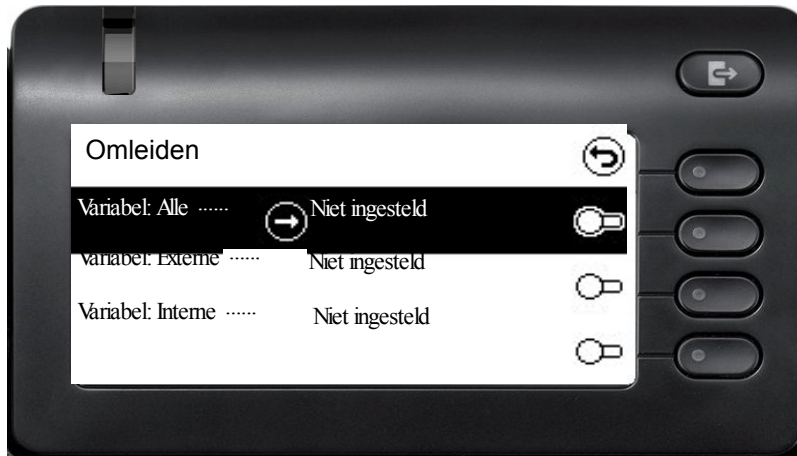 Omleiden
Variabel: Alle ...... Niet ingesteld
Variabel: Externe ...... Niet ingesteld
Variabel: Interne ...... Niet ingesteld